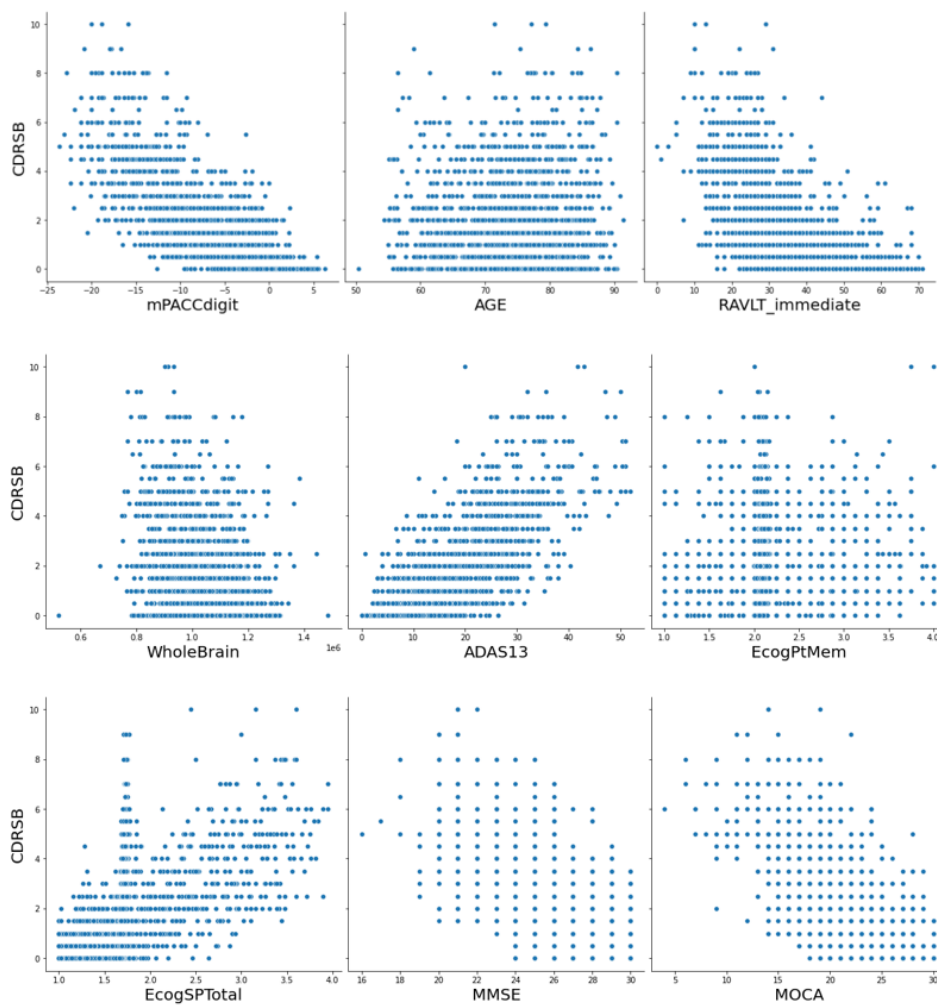 10
8
6
4
2
0
CDRSB
−25 −20 −15 −10 −5 0 5
mPACCdigit
50 60 70 80 90
AGE
0 10 20 30 40 50 60 70
RAVLT_immediate
10
8
6
4
2
0
CDRSB
0.6 0.8 1.0 1.2 1.4
1e6
WholeBrain
0 10 20 30 40 50
ADAS13
1.0 1.5 2.0 2.5 3.0 3.5 4.0
EcogPtMem
10
8
6
4
2
0
CDRSB
1.0 1.5 2.0 2.5 3.0 3.5 4.0
EcogSPTotal
16 18 20 22 24 26 28 30
MMSE
5 10 15 20 25 30
MOCA